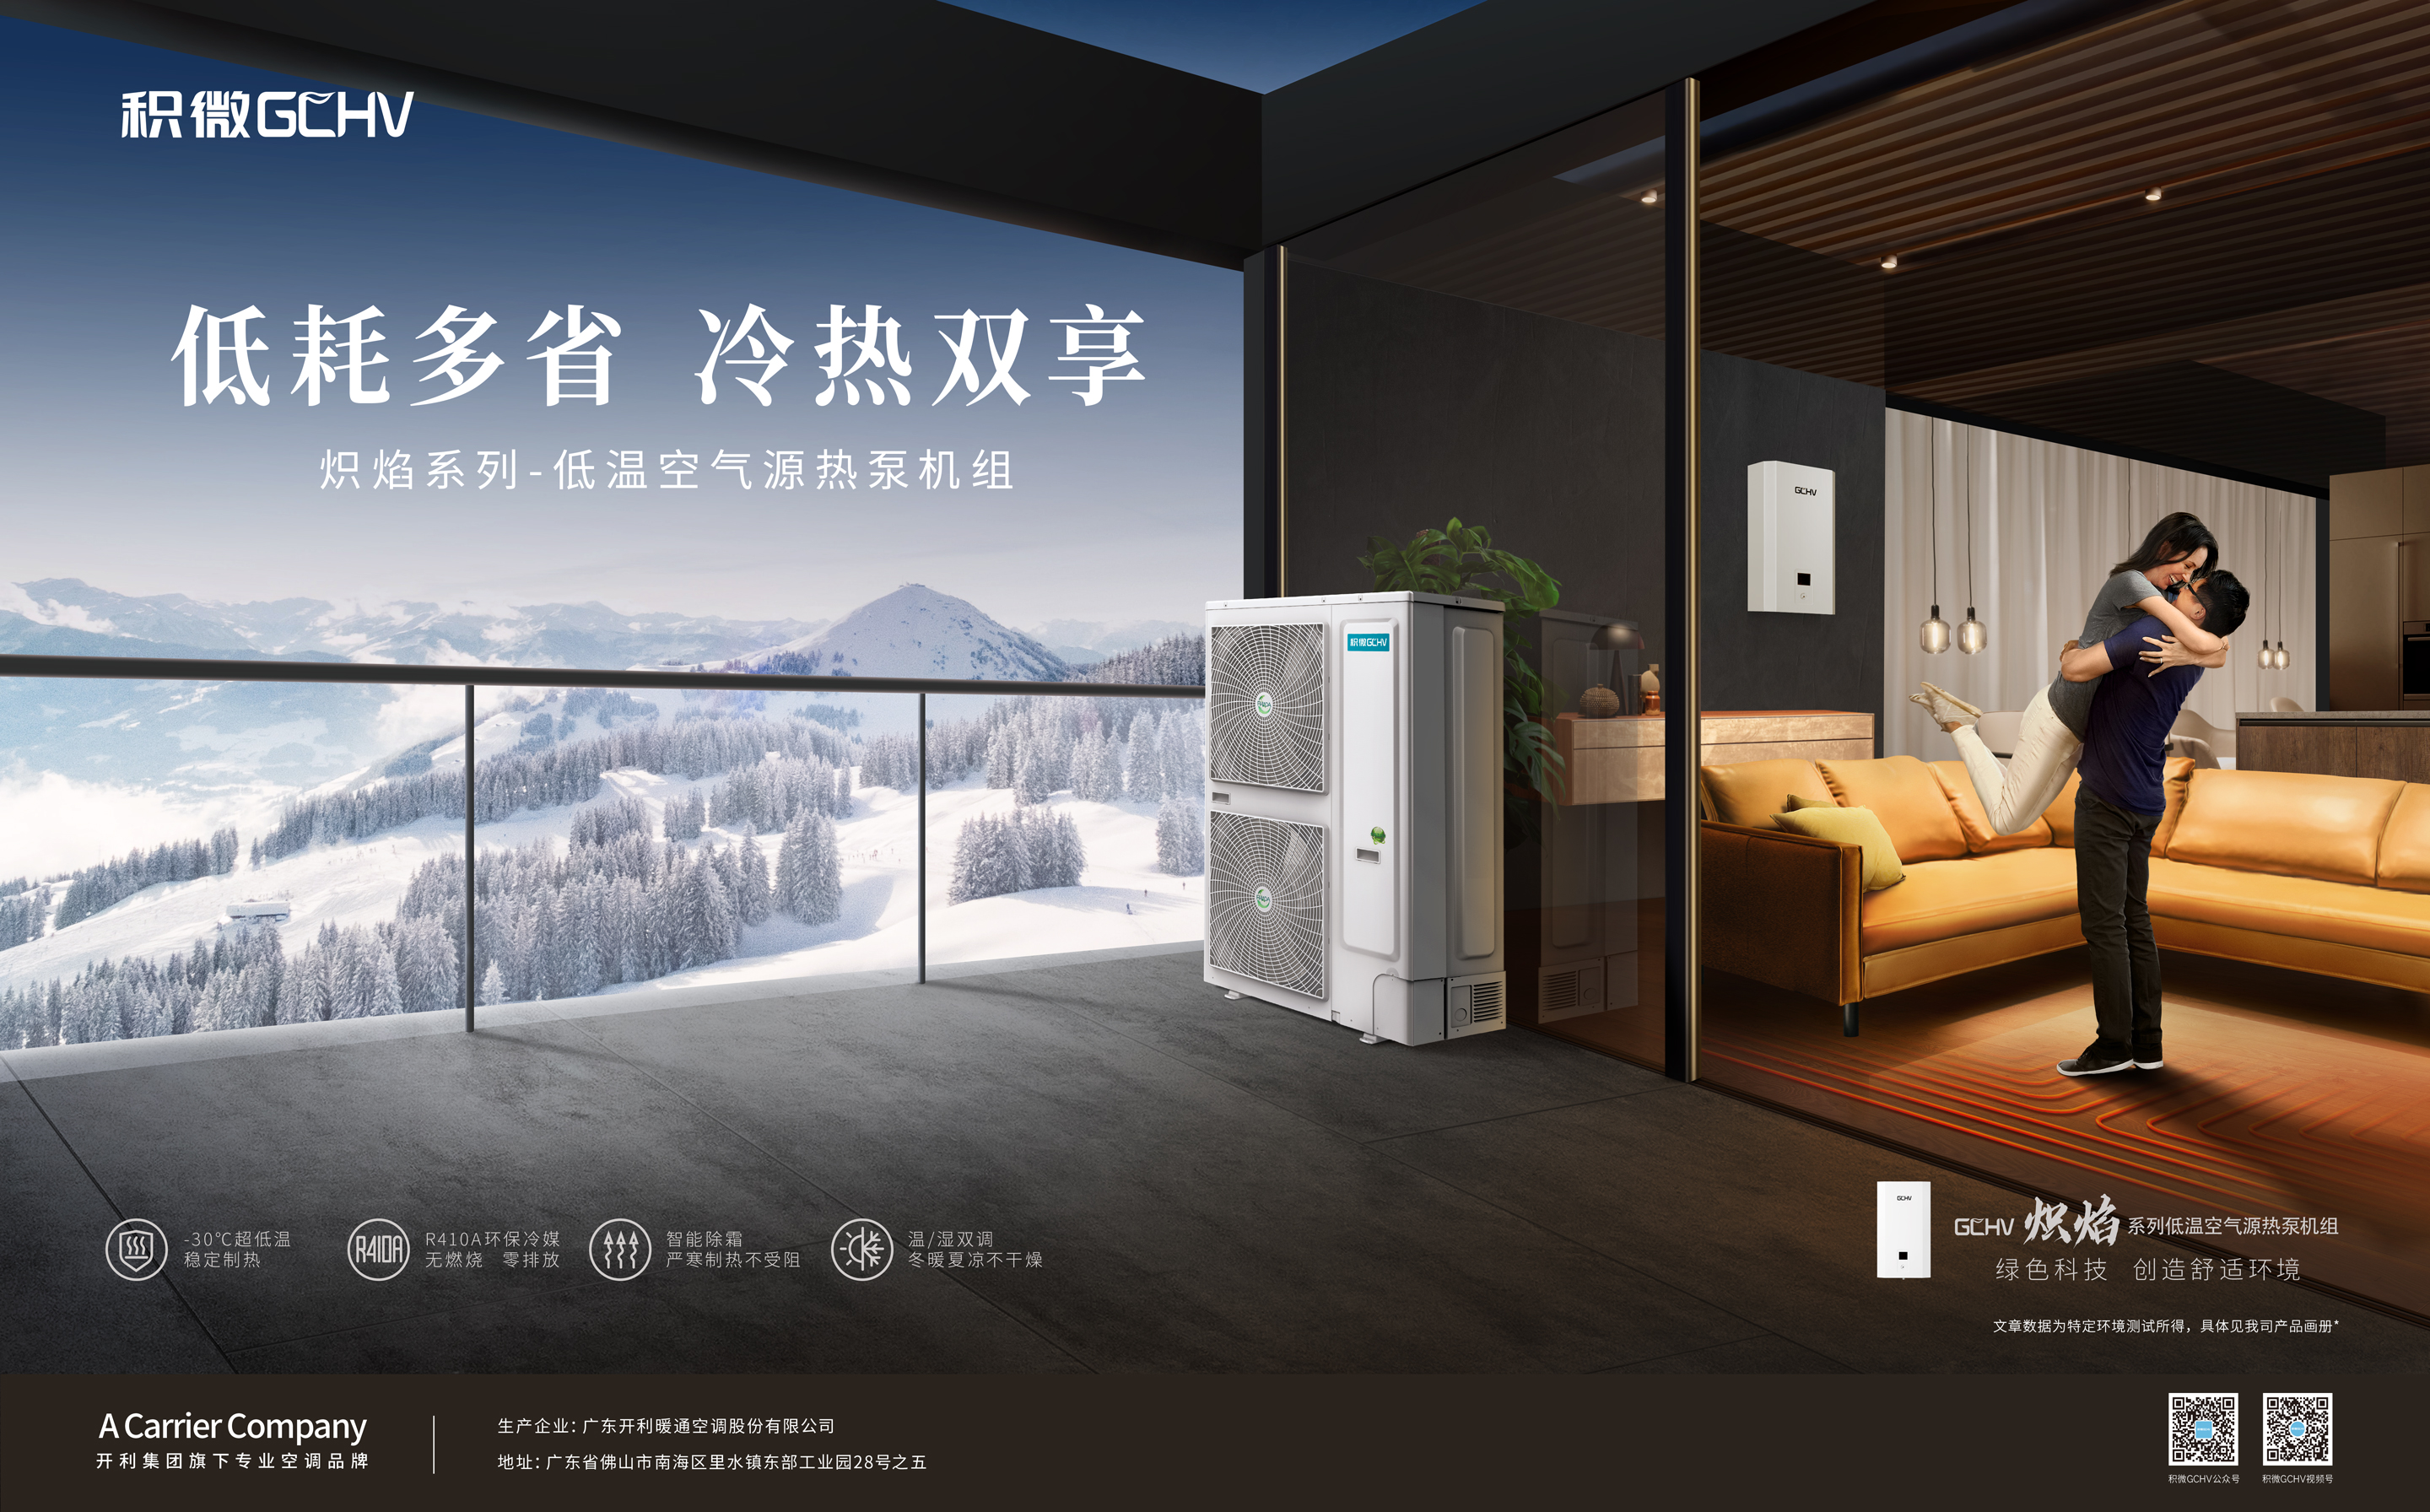 积微GCHV
低耗多省 冷热双享
炽焰系列-低温空气源热泵机组
GCHV
积微GCHV
-30℃超低温
稳定制热
R410A
R410A环保冷媒
无燃烧 零排放
智能除霜
严寒制热不受阻
温/湿双调
冬暖夏凉不干燥
GCHV
GCHV 炽焰 系列低温空气源热泵机组
绿色科技 创造舒适环境
文章数据为特定环境测试所得，具体见我司产品画册*
A Carrier Company
开利集团旗下专业空调品牌
生产企业：广东开利暖通空调股份有限公司
地址：广东省佛山市南海区里水镇东部工业园28号之五
积微GCHV公众号
积微GCHV视频号